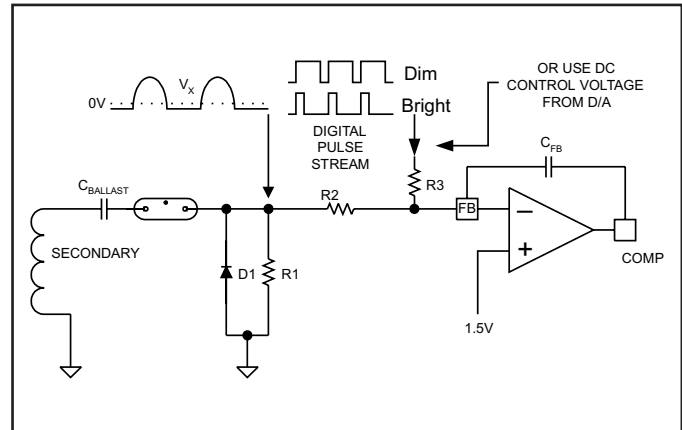 0V
VX
Dim
Bright
DIGITAL
PULSE
STREAM
OR USE DC
CONTROL VOLTAGE
FROM D/A
CFB
R3
CBALLAST
R2
FB
−
+
COMP
SECONDARY
D1
R1
1.5V